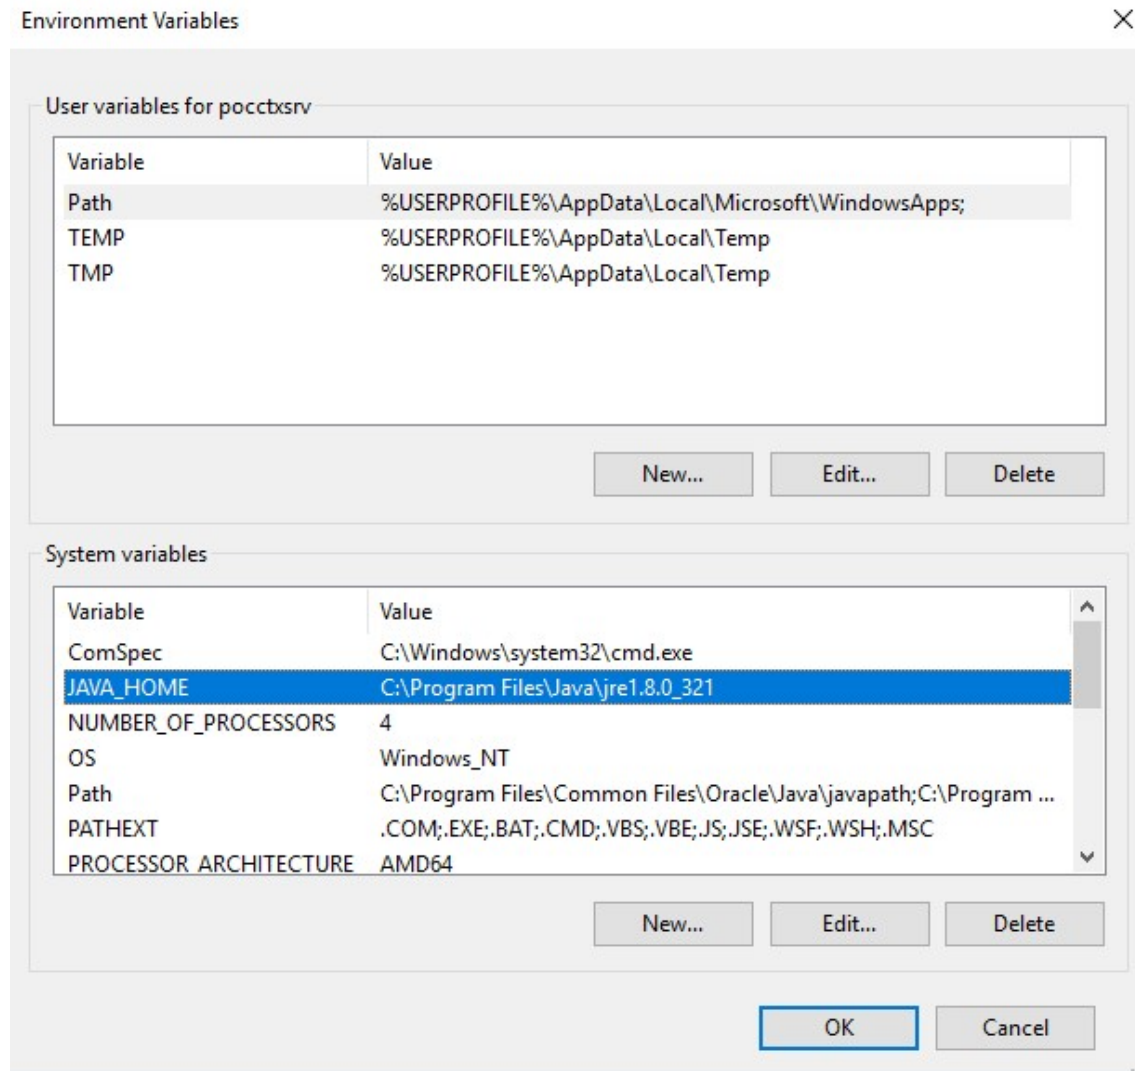 Environment Variables
User variables for pocctxsrv
Variable Value
Path %USERPROFILE%\AppData\Local\Microsoft\WindowsApps;
TEMP %USERPROFILE%\AppData\Local\Temp
TMP %USERPROFILE%\AppData\Local\Temp
New... Edit... Delete
System variables
Variable Value
ComSpec C:\Windows\system32\cmd.exe
JAVA_HOME C:\Program Files\Java\jre1.8.0_321
NUMBER_OF_PROCESSORS 4
OS Windows_NT
Path C:\Program Files\Common Files\Oracle\Java\javapath;C:\Program ...
PATHEXT .COM;.EXE;.BAT;.CMD;.VBS;.VBE;.JS;.JSE;.WSF;.WSH;.MSC
PROCESSOR_ARCHITECTURE AMD64
New... Edit... Delete
OK Cancel